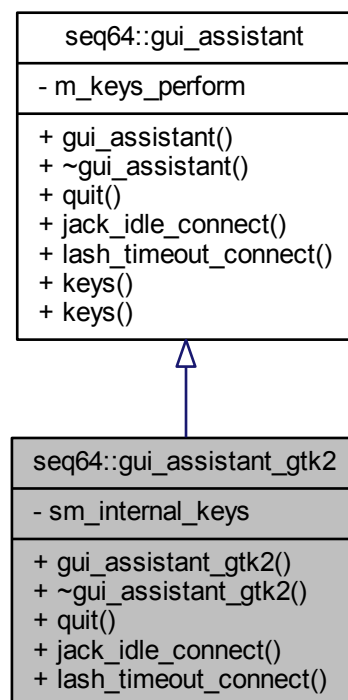 seq64::gui_assistant
- m_keys_perform
+ gui_assistant()
+ ~gui_assistant()
+ quit()
+ jack_idle_connect()
+ lash_timeout_connect()
+ keys()
+ keys()
seq64::gui_assistant_gtk2
- sm_internal_keys
+ gui_assistant_gtk2()
+ ~gui_assistant_gtk2()
+ quit()
+ jack_idle_connect()
+ lash_timeout_connect()